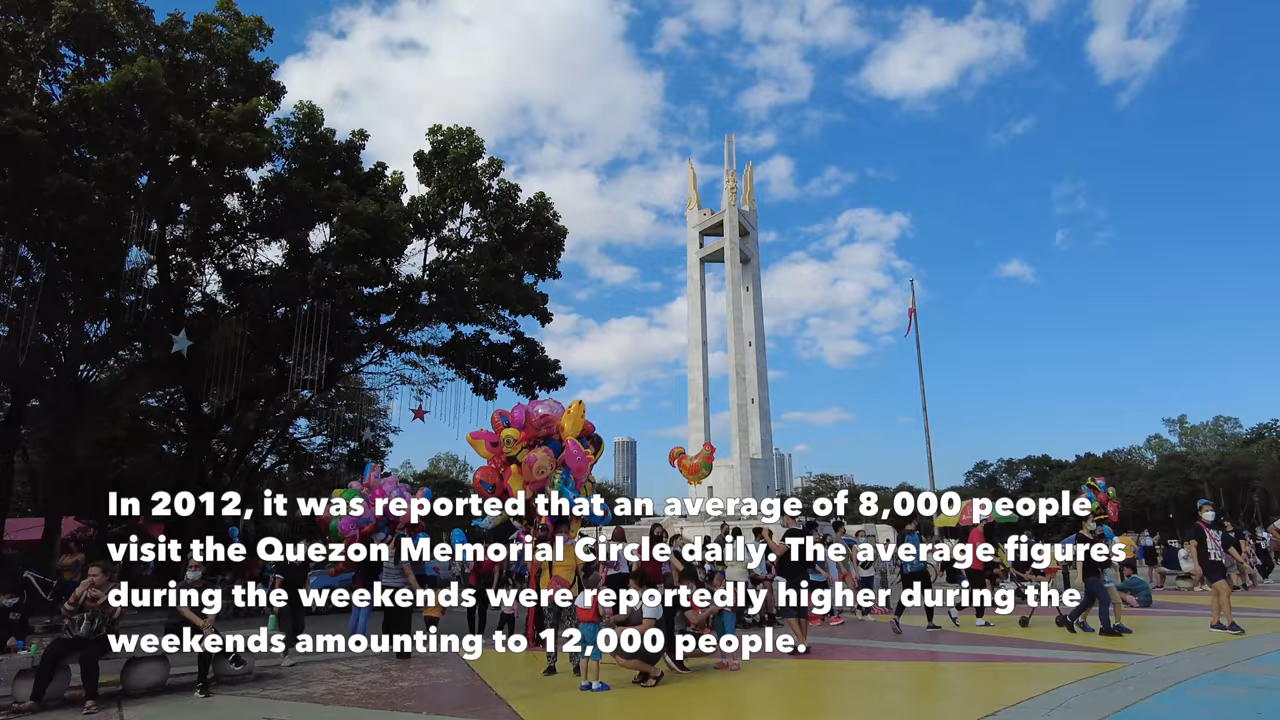 In 2012, it was reported that an average of 8,000 people
visit the Quezon Memorial Circle daily. The average figures
during the weekends were reportedly higher during the
weekends amounting to 12,000 people.